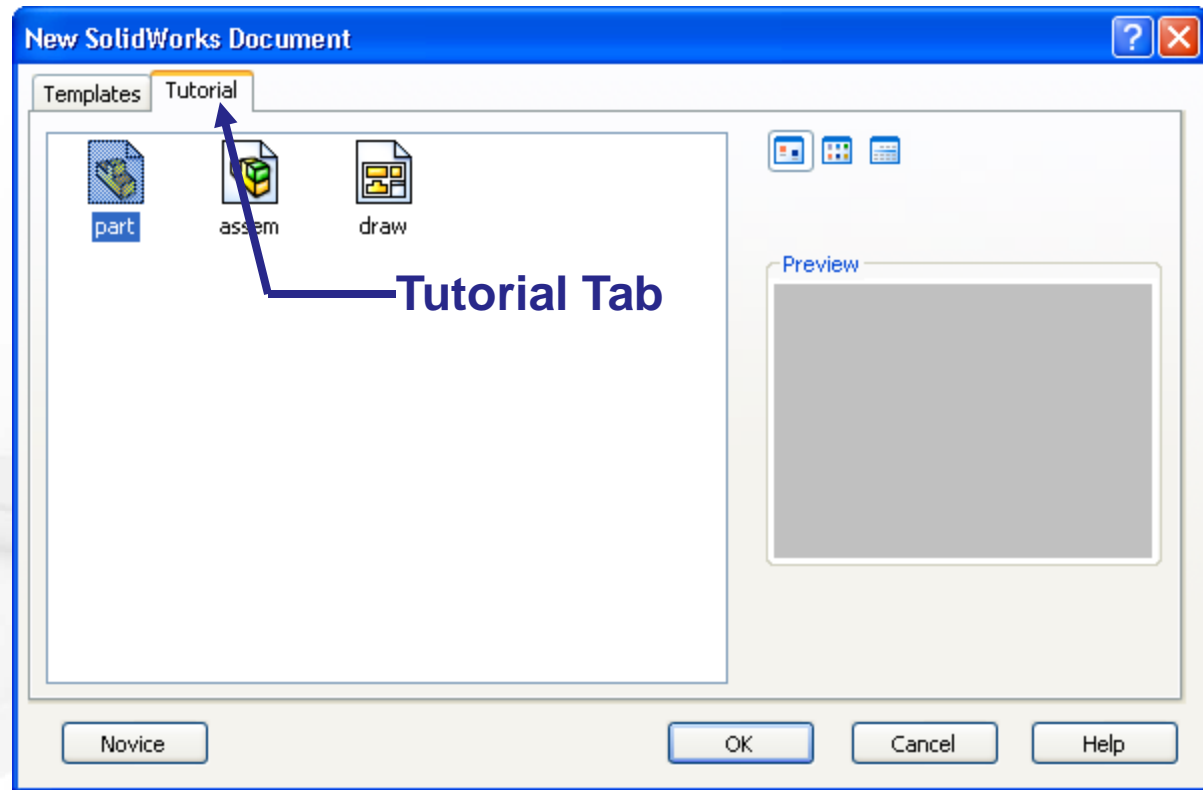 New SolidWorks Document
Templates Tutorial
part assem draw
Preview
Tutorial Tab
Novice OK Cancel Help